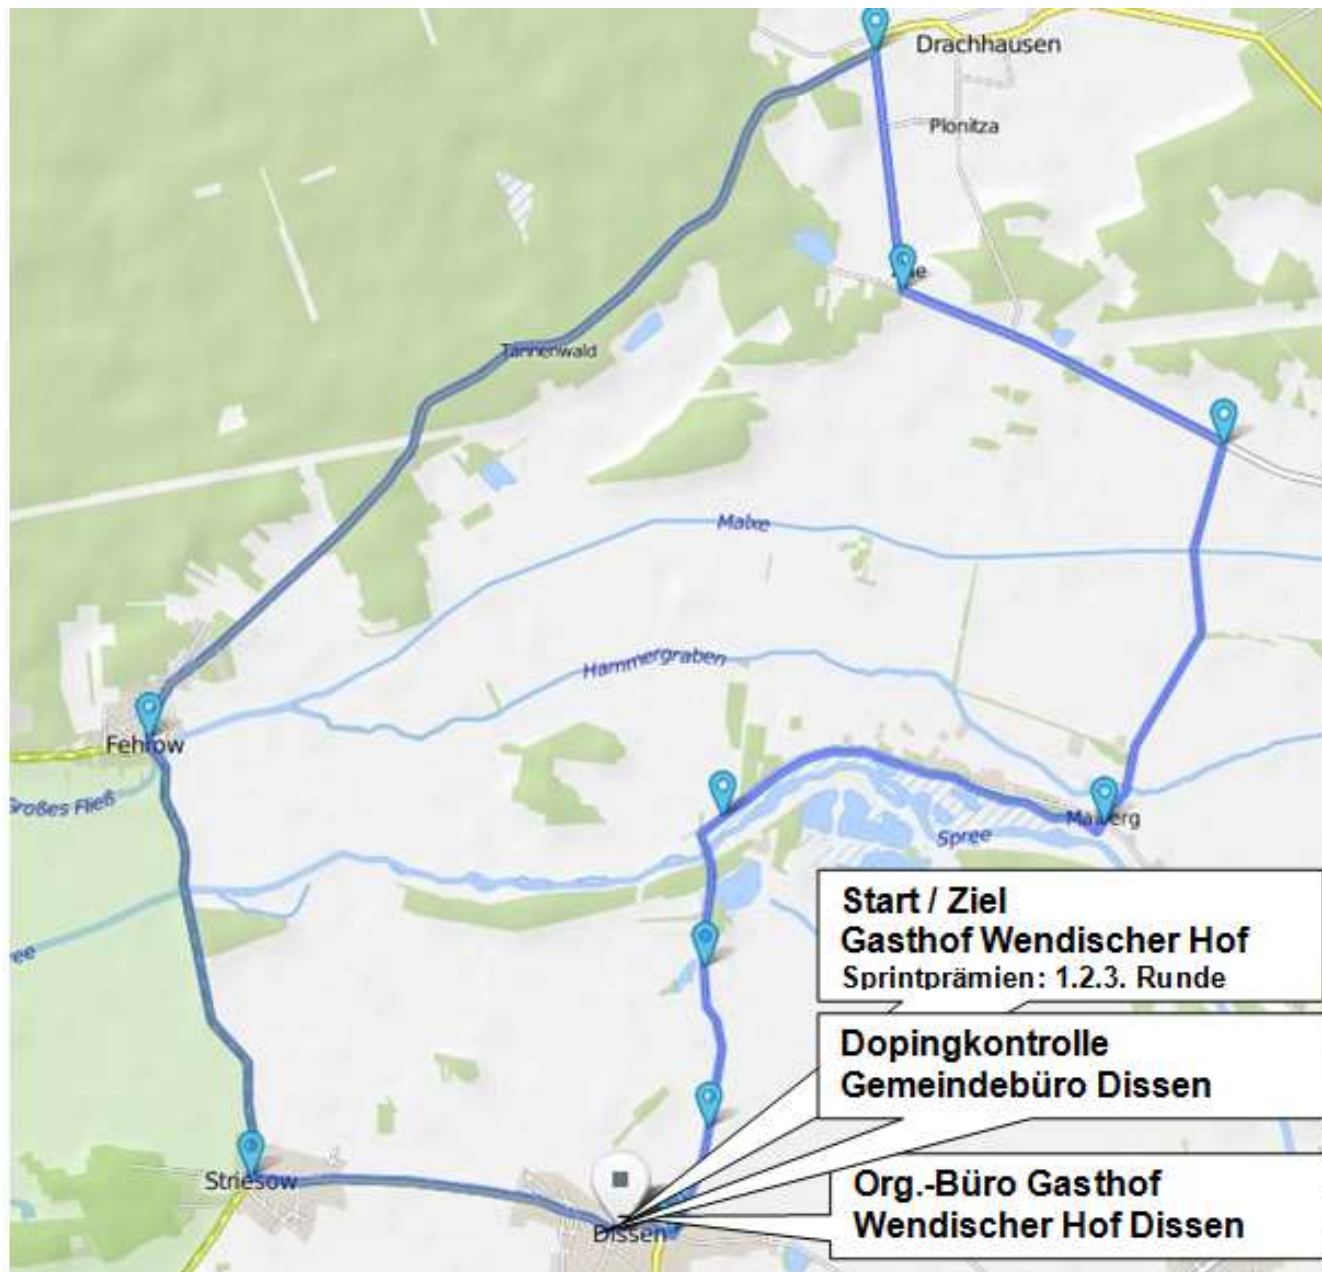 Drachhausen
Plonitza
Tannenwald
Malxe
Hammergraben
Fehrow
Großes Fließ
Spree
Start / Ziel
Gasthof Wendischer Hof
Sprintprämien: 1.2.3. Runde
Dopingkontrolle
Gemeindebüro Dissen
Striesow
Org.-Büro Gasthof
Wendischer Hof Dissen
Dissen